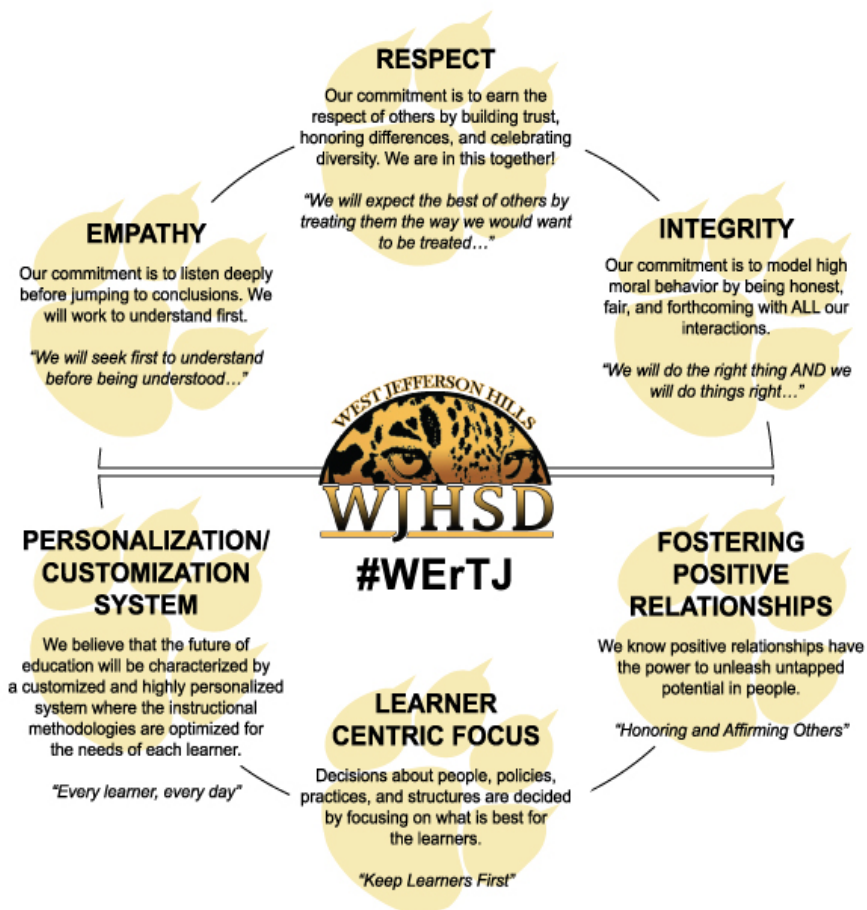 RESPECT
Our commitment is to earn the
respect of others by building trust,
honoring differences, and celebrating
diversity. We are in this together!
“We will expect the best of others by
treating them the way we would want
to be treated…”
EMPATHY
Our commitment is to listen deeply
before jumping to conclusions. We
will work to understand first.
“We will seek first to understand
before being understood…”
INTEGRITY
Our commitment is to model high
moral behavior by being honest,
fair, and forthcoming with ALL our
interactions.
“We will do the right thing AND we
will do things right…”
WEST JEFFERSON HILLS
WJHSD
#WErTJ
PERSONALIZATION/
CUSTOMIZATION
SYSTEM
We believe that the future of
education will be characterized by
a customized and highly personalized
system where the instructional
methodologies are optimized for
the needs of each learner.
“Every learner, every day”
LEARNER
CENTRIC FOCUS
Decisions about people, policies,
practices, and structures are decided
by focusing on what is best for
the learners.
“Keep Learners First”
FOSTERING
POSITIVE
RELATIONSHIPS
We know positive relationships have
the power to unleash untapped
potential in people.
“Honoring and Affirming Others”